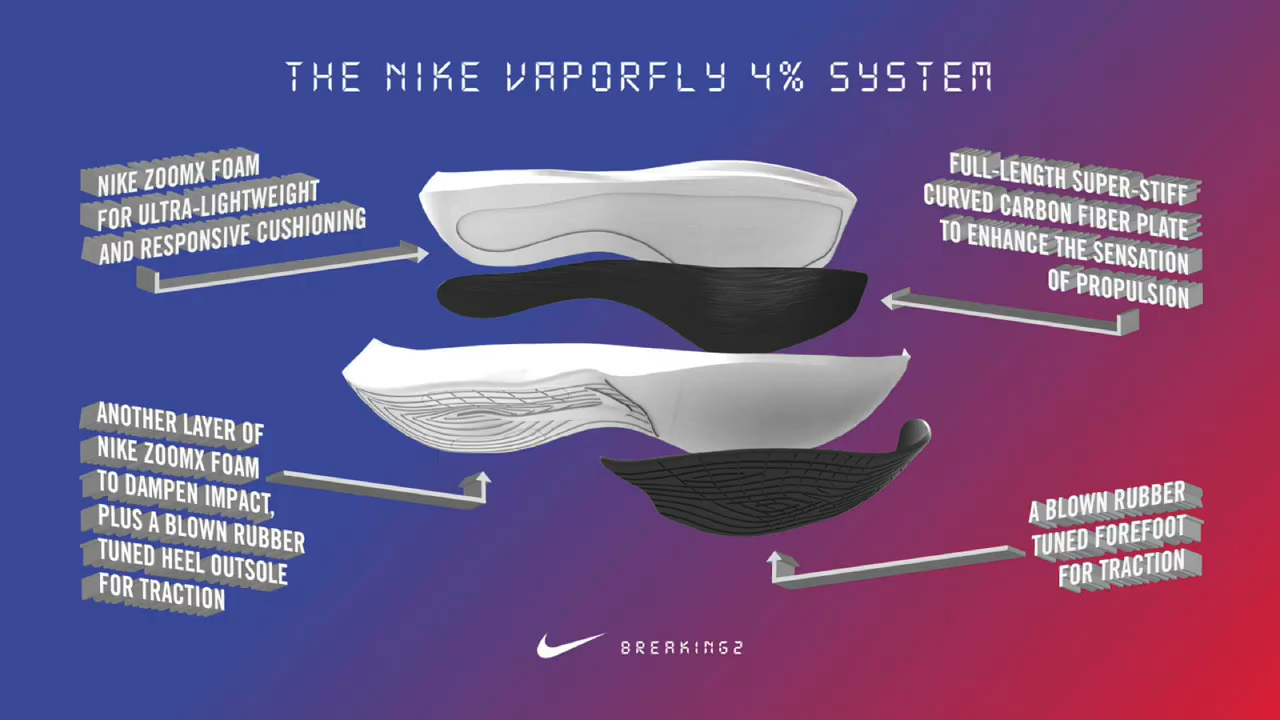 THE NIKE VAPORFLY 4% SYSTEM
NIKE ZOOMX FOAM
FOR ULTRA-LIGHTWEIGHT
AND RESPONSIVE CUSHIONING
FULL-LENGTH SUPER-STIFF
CURVED CARBON FIBER PLATE
TO ENHANCE THE SENSATION
OF PROPULSION
ANOTHER LAYER OF
NIKE ZOOMX FOAM
TO DAMPEN IMPACT,
PLUS A BLOWN RUBBER
TUNED HEEL OUTSOLE
FOR TRACTION
A BLOWN RUBBER
TUNED FOREFOOT
FOR TRACTION
BREAKING2